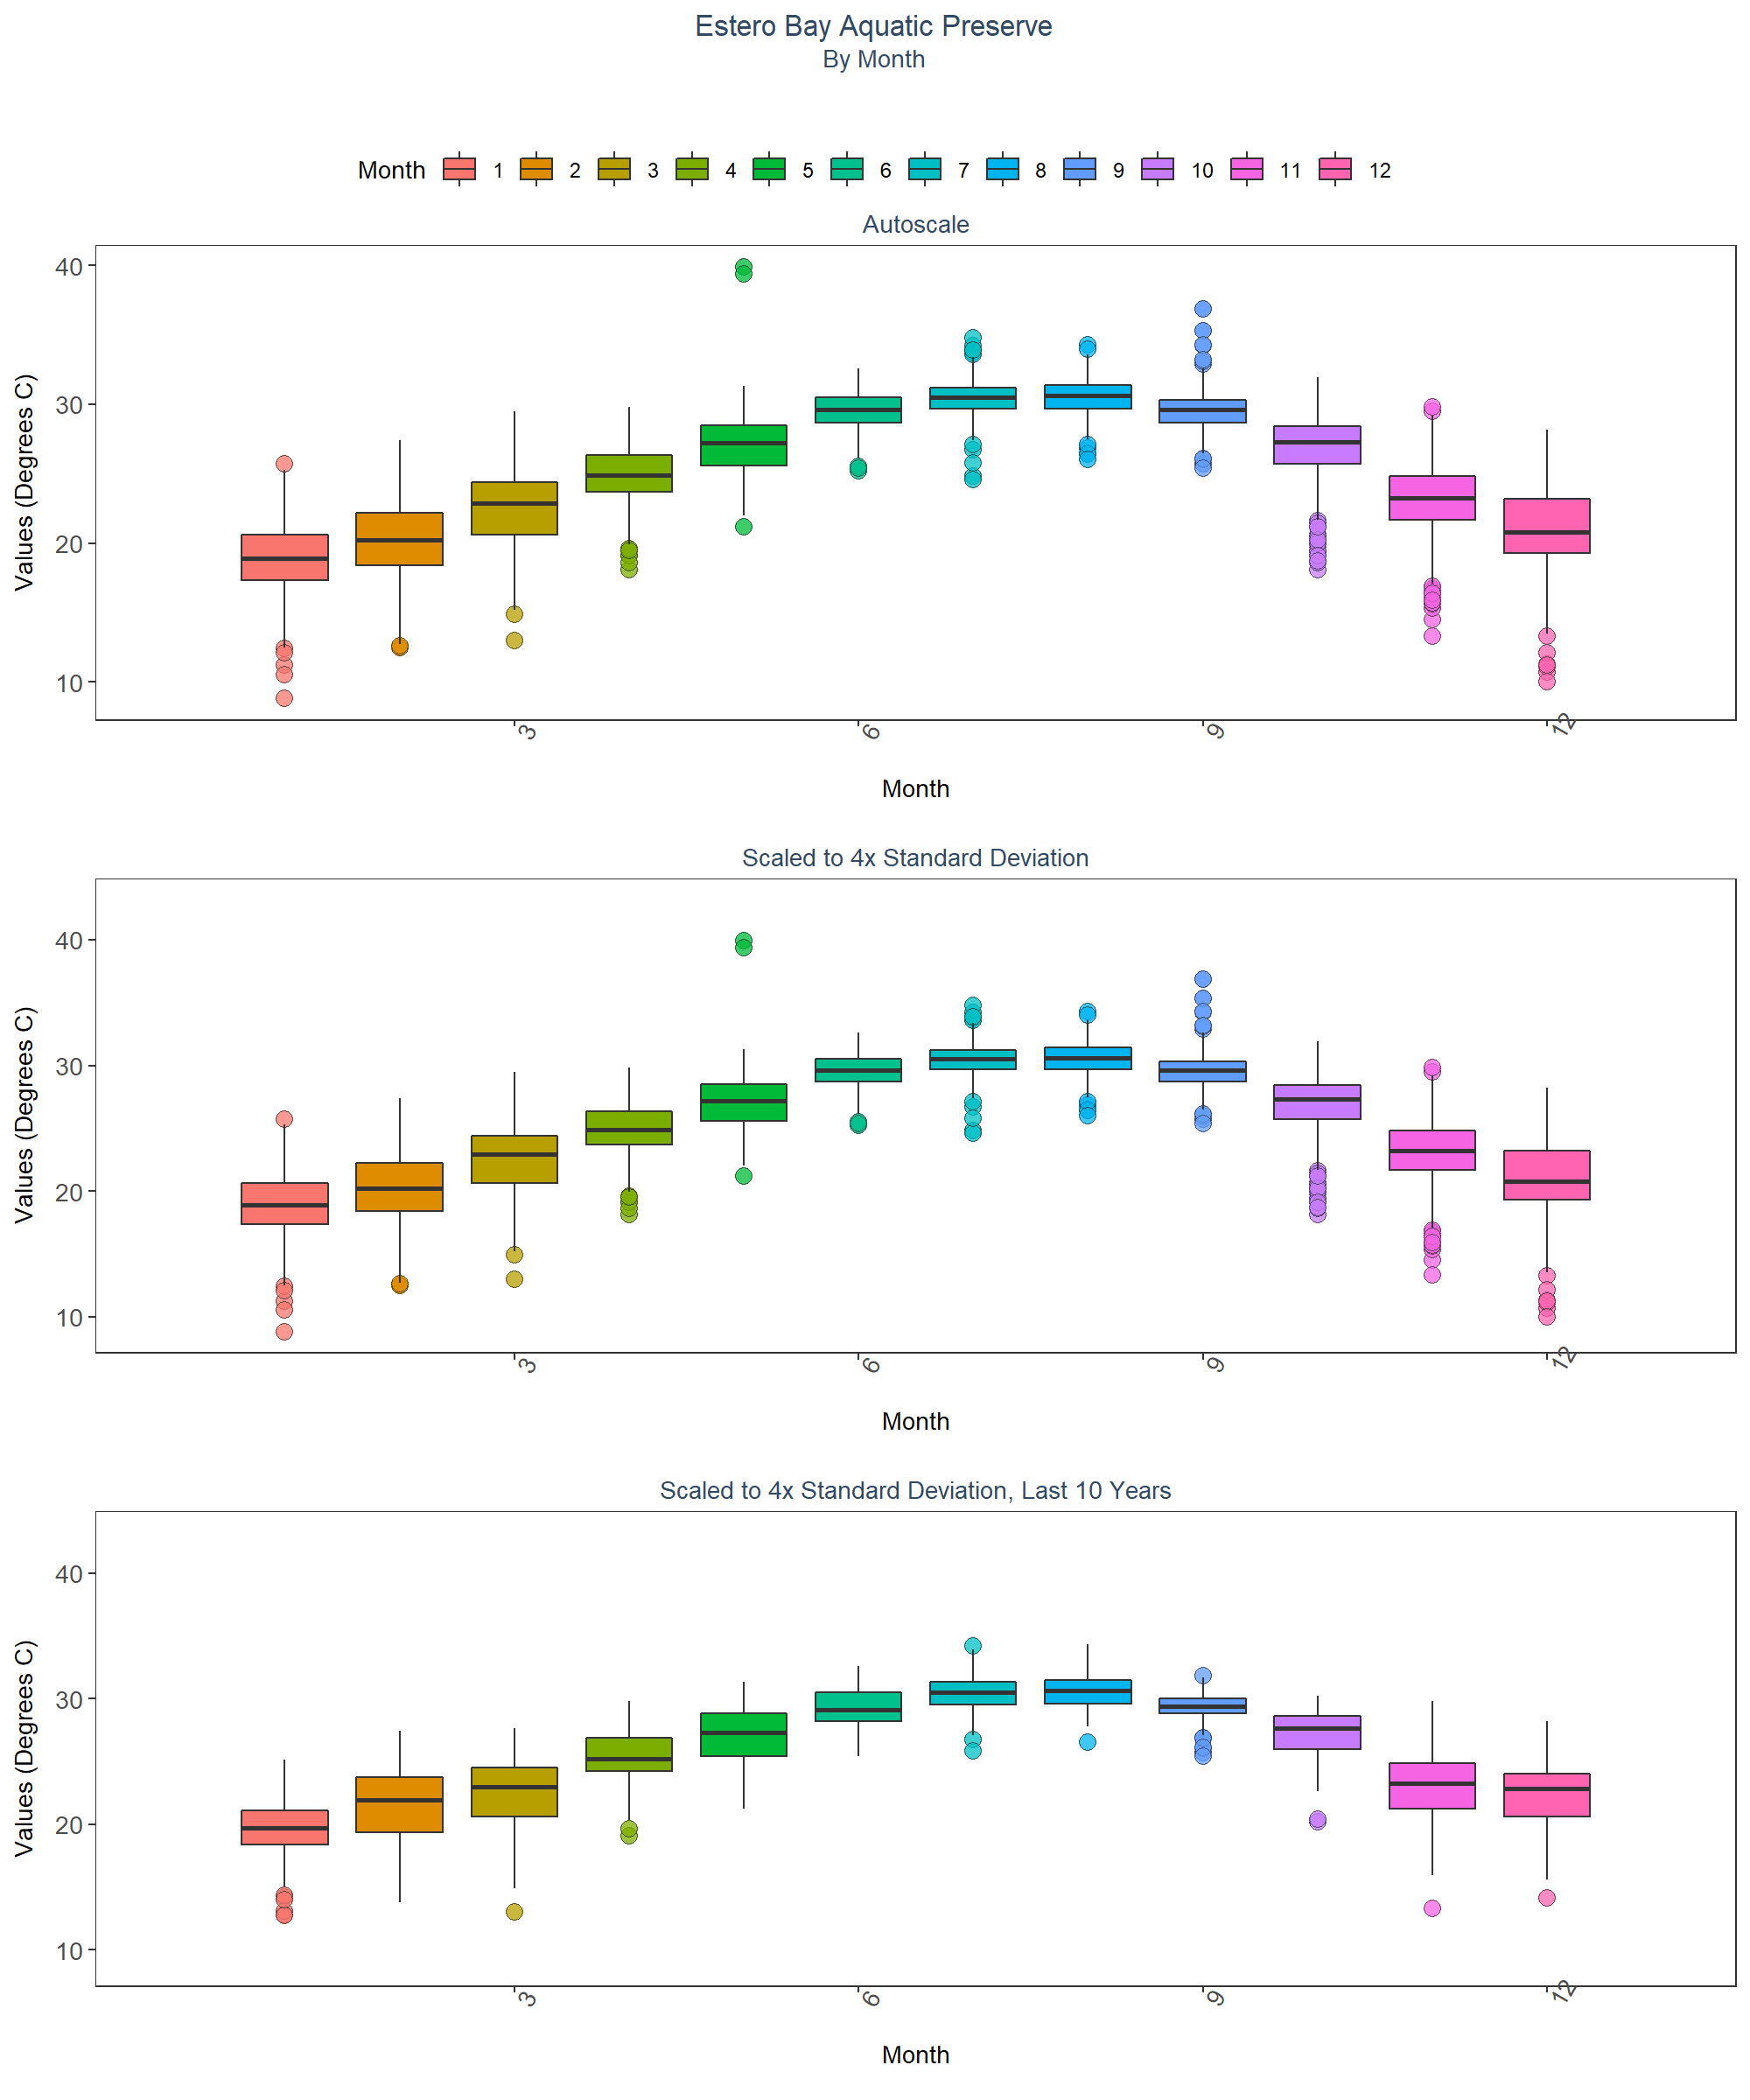 Estero Bay Aquatic Preserve
By Month
Month 1 2 3 4 5 6 7 8 9 10 11 12
Autoscale
Values (Degrees C)
40
30
20
10
3 6 9 12
Month
Scaled to 4x Standard Deviation
Values (Degrees C)
40
30
20
10
3 6 9 12
Month
Scaled to 4x Standard Deviation, Last 10 Years
Values (Degrees C)
40
30
20
10
3 6 9 12
Month